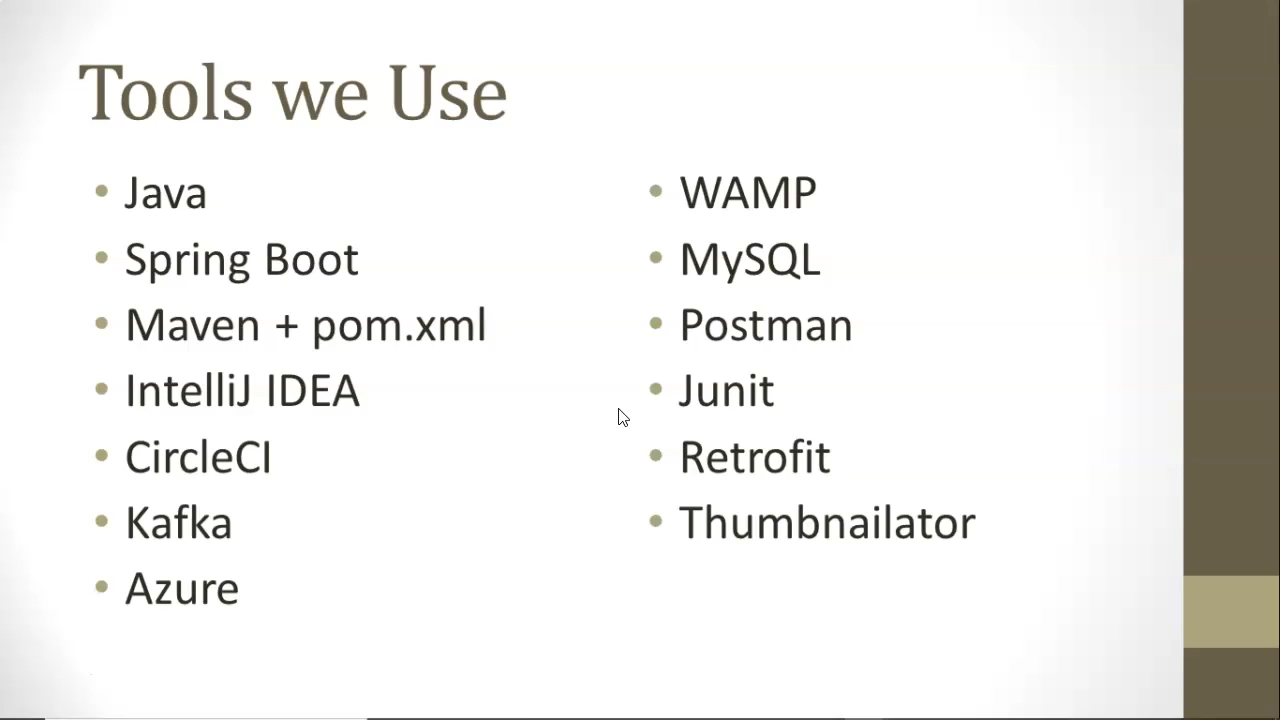 Tools we Use
• Java
• Spring Boot
• Maven + pom.xml
• IntelliJ IDEA
• CircleCI
• Kafka
• Azure
• WAMP
• MySQL
• Postman
• Junit
• Retrofit
• Thumbnailator